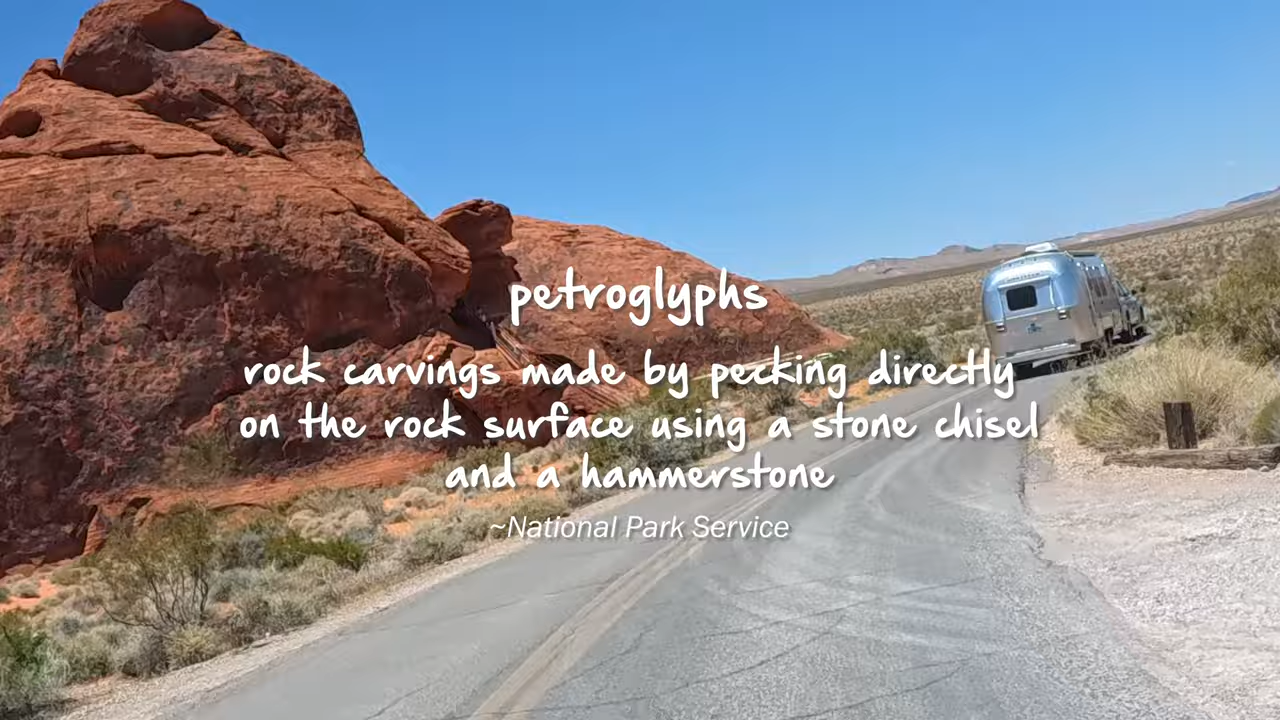 petroglyphs
rock carvings made by pecking directly
on the rock surface using a stone chisel
and a hammerstone
~National Park Service